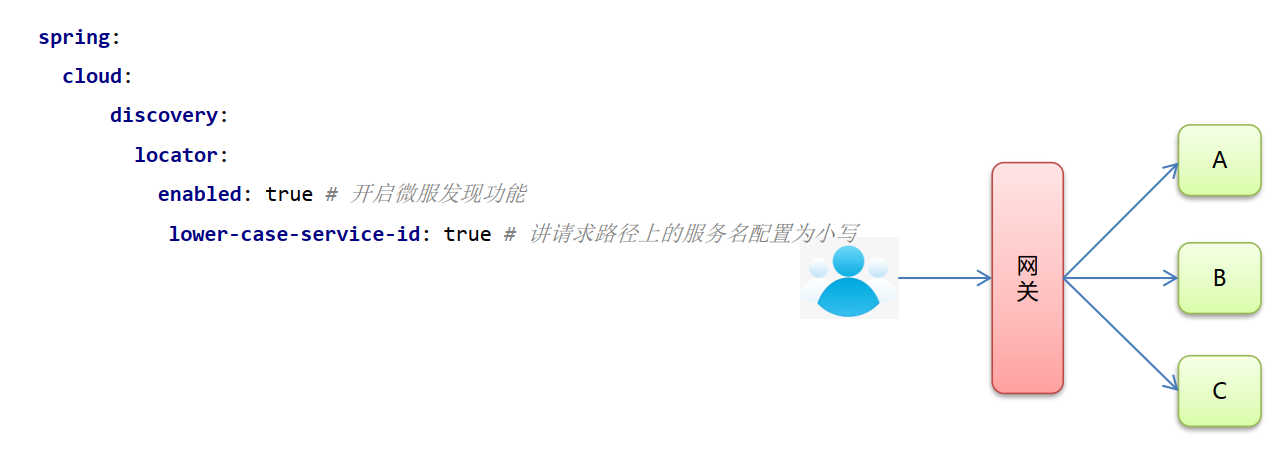 spring:
cloud:
discovery:
locator:
enabled: true # 开启微服发现功能
lower-case-service-id: true # 讲请求路径上的服务名配置为小写
网
关
A
B
C